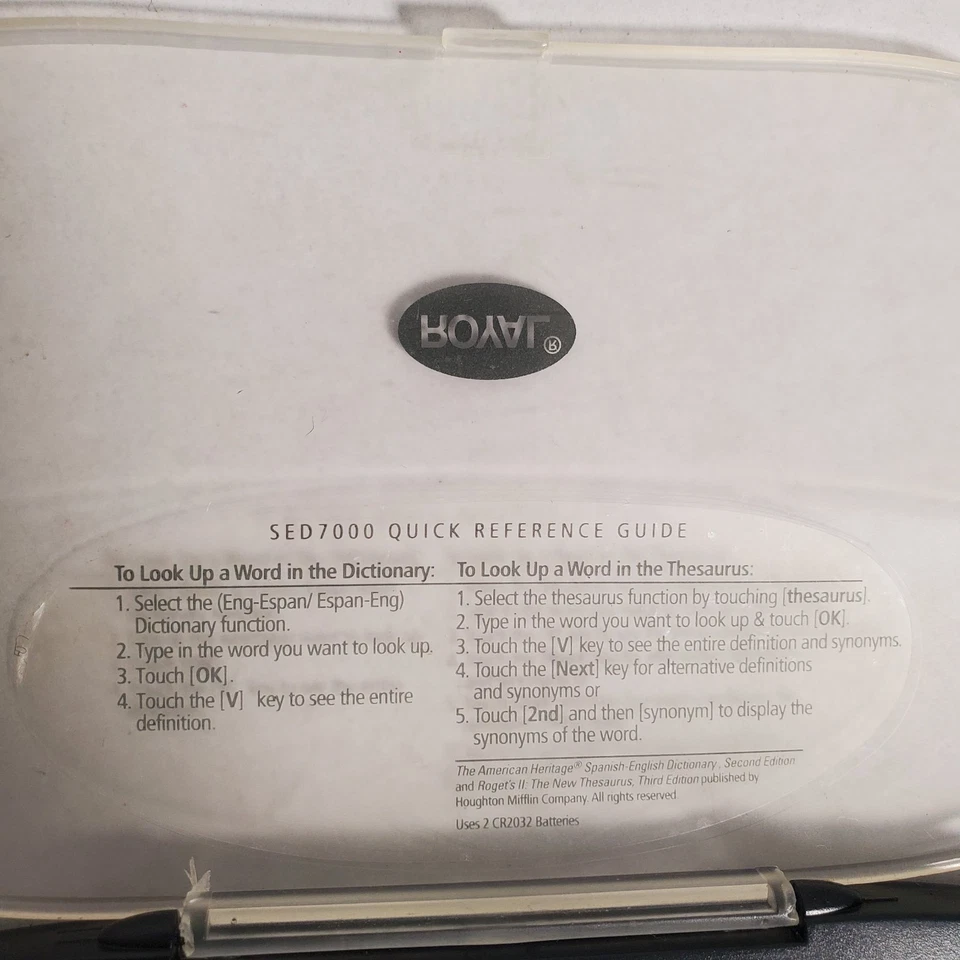 ROYAL®
SED7000 QUICK REFERENCE GUIDE
To Look Up a Word in the Dictionary:
1. Select the (Eng-Espan/ Espan-Eng)
Dictionary function.
2. Type in the word you want to look up.
3. Touch [OK].
4. Touch the [V] key to see the entire
definition.
To Look Up a Word in the Thesaurus:
1. Select the thesaurus function by touching [thesaurus].
2. Type in the word you want to look up & touch [OK].
3. Touch the [V] key to see the entire definition and synonyms.
4. Touch the [Next] key for alternative definitions
and synonyms or
5. Touch [2nd] and then [synonym] to display the
synonyms of the word.
The American Heritage® Spanish-English Dictionary, Second Edition
and Roget's II: The New Thesaurus, Third Edition published by
Houghton Mifflin Company. All rights reserved.
Uses 2 CR2032 Batteries